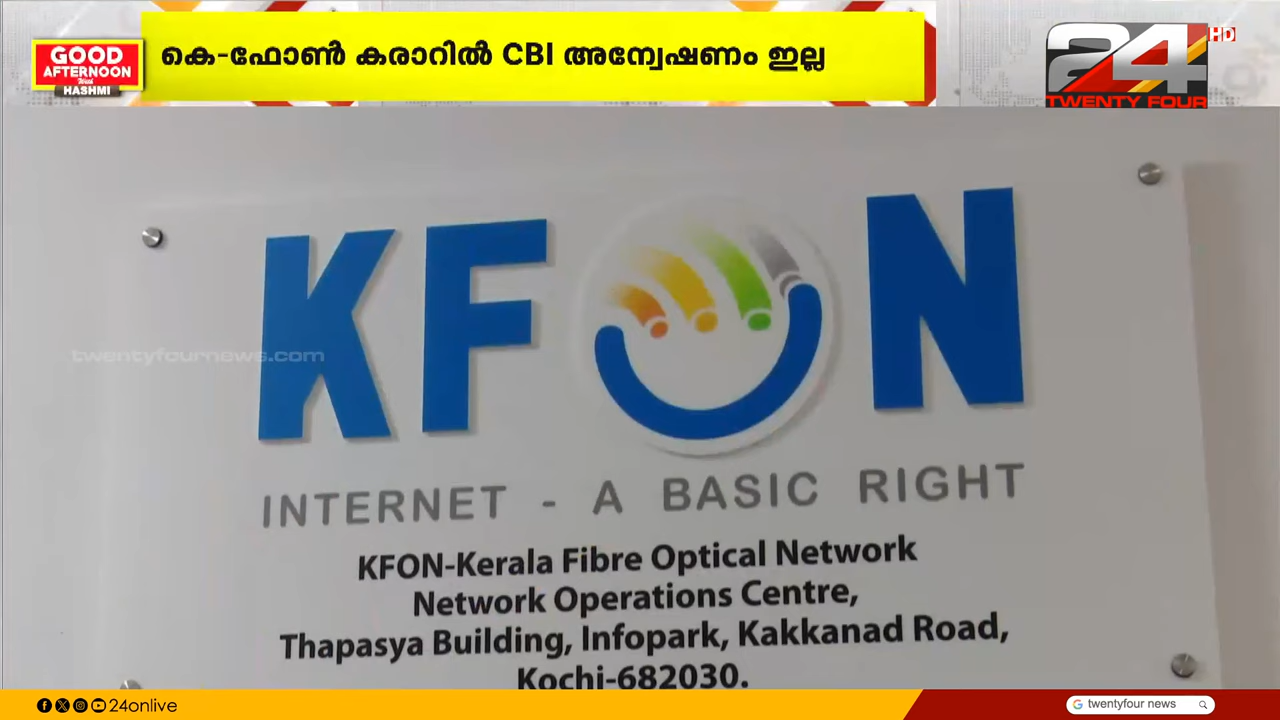 GOOD
AFTERNOON
With
HASHMI
കെ-ഫോൺ കരാറിൽ CBI അന്വേഷണം ഇല്ല
24 HD
TWENTY FOUR
KFON
twentyfournews.com
INTERNET - A BASIC RIGHT
KFON-Kerala Fibre Optical Network
Network Operations Centre,
Thapasya Building, Infopark, Kakkanad Road,
Kochi-682030.
24onlive
twentyfour news